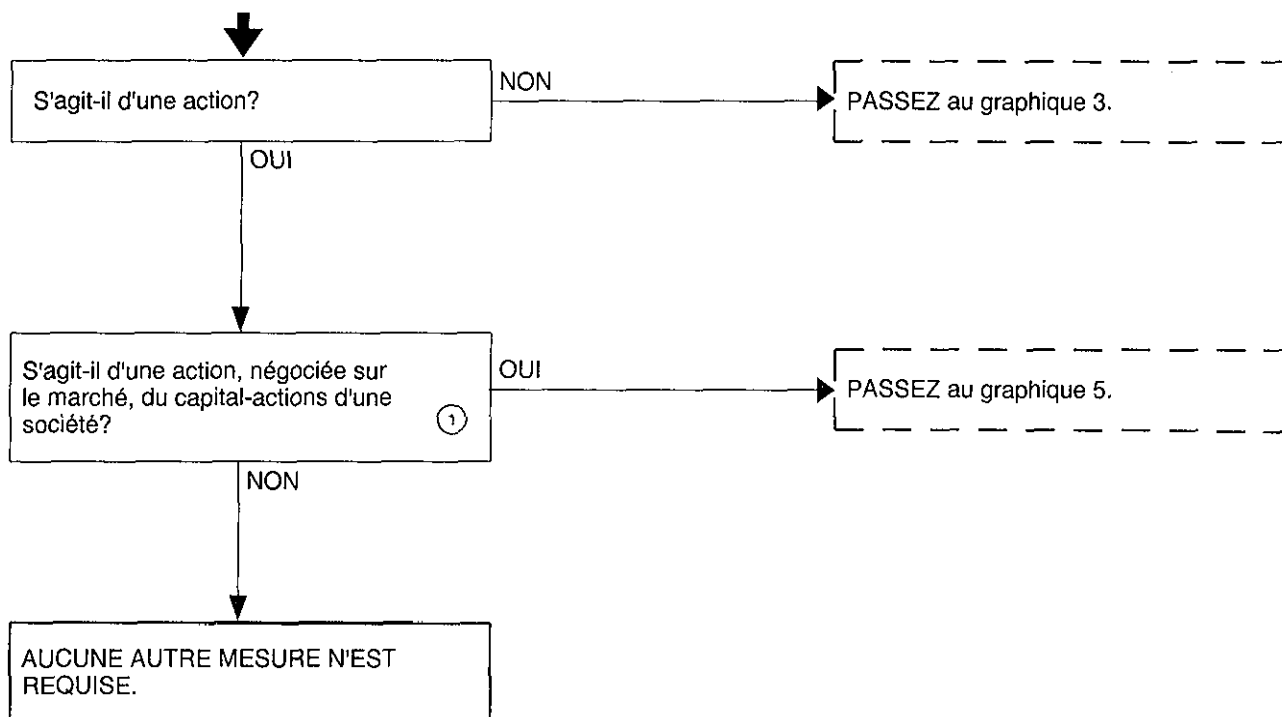 S'agit-il d'une action?
NON
PASSEZ au graphique 3.
OUI
S'agit-il d'une action, négociée sur
le marché, du capital-actions d'une
société?
1
OUI
PASSEZ au graphique 5.
NON
AUCUNE AUTRE MESURE N'EST
REQUISE.